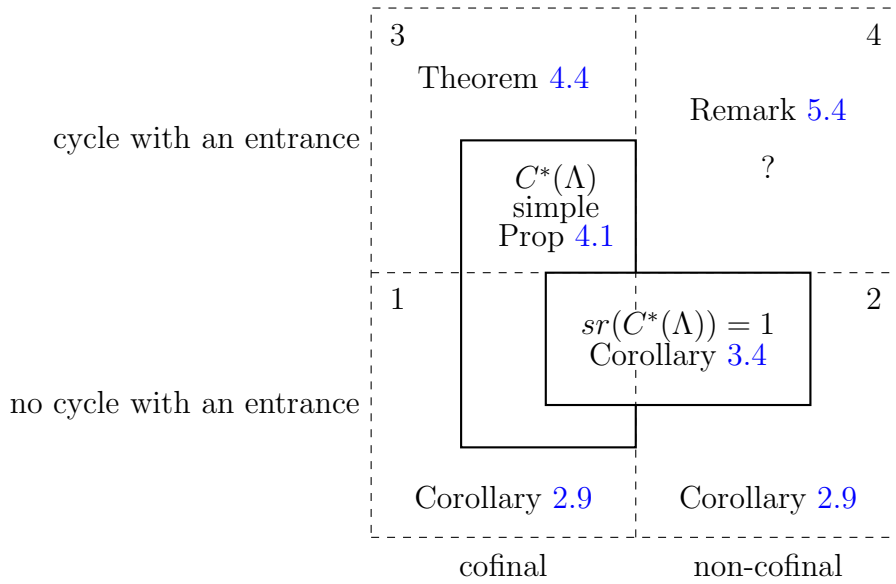 3
4
Theorem 4.4
Remark 5.4
cycle with an entrance
?
C*(Λ)
simple
Prop 4.1
1
2
sr(C*(Λ)) = 1
Corollary 3.4
no cycle with an entrance
Corollary 2.9
Corollary 2.9
cofinal
non-cofinal